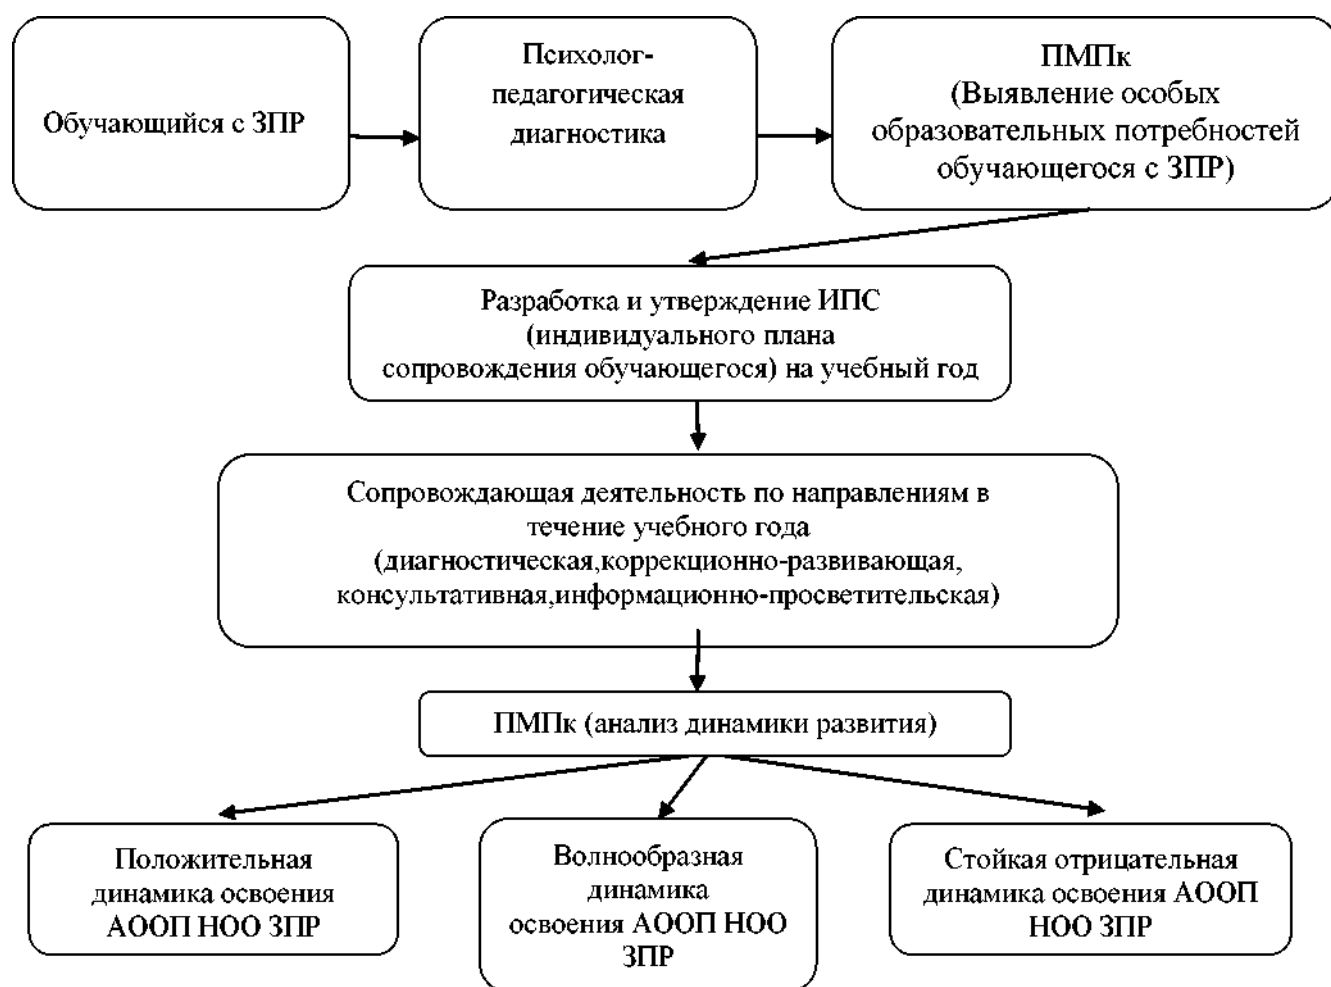 Обучающийся с ЗПР
Психолог-
педагогическая
диагностика
ПМПк
(Выявление особых
образовательных потребностей
обучающегося с ЗПР)
Разработка и утверждение ИПС
(индивидуального плана
сопровождения обучающегося) на учебный год
Сопровождающая деятельность по направлениям в
течение учебного года
(диагностическая,коррекционно-развивающая,
консультативная,информационно-просветительская)
ПМПк (анализ динамики развития)
Положительная
динамика освоения
АООП НОО ЗПР
Волнообразная
динамика
освоения АООП НОО
ЗПР
Стойкая отрицательная
динамика освоения АООП
НОО ЗПР